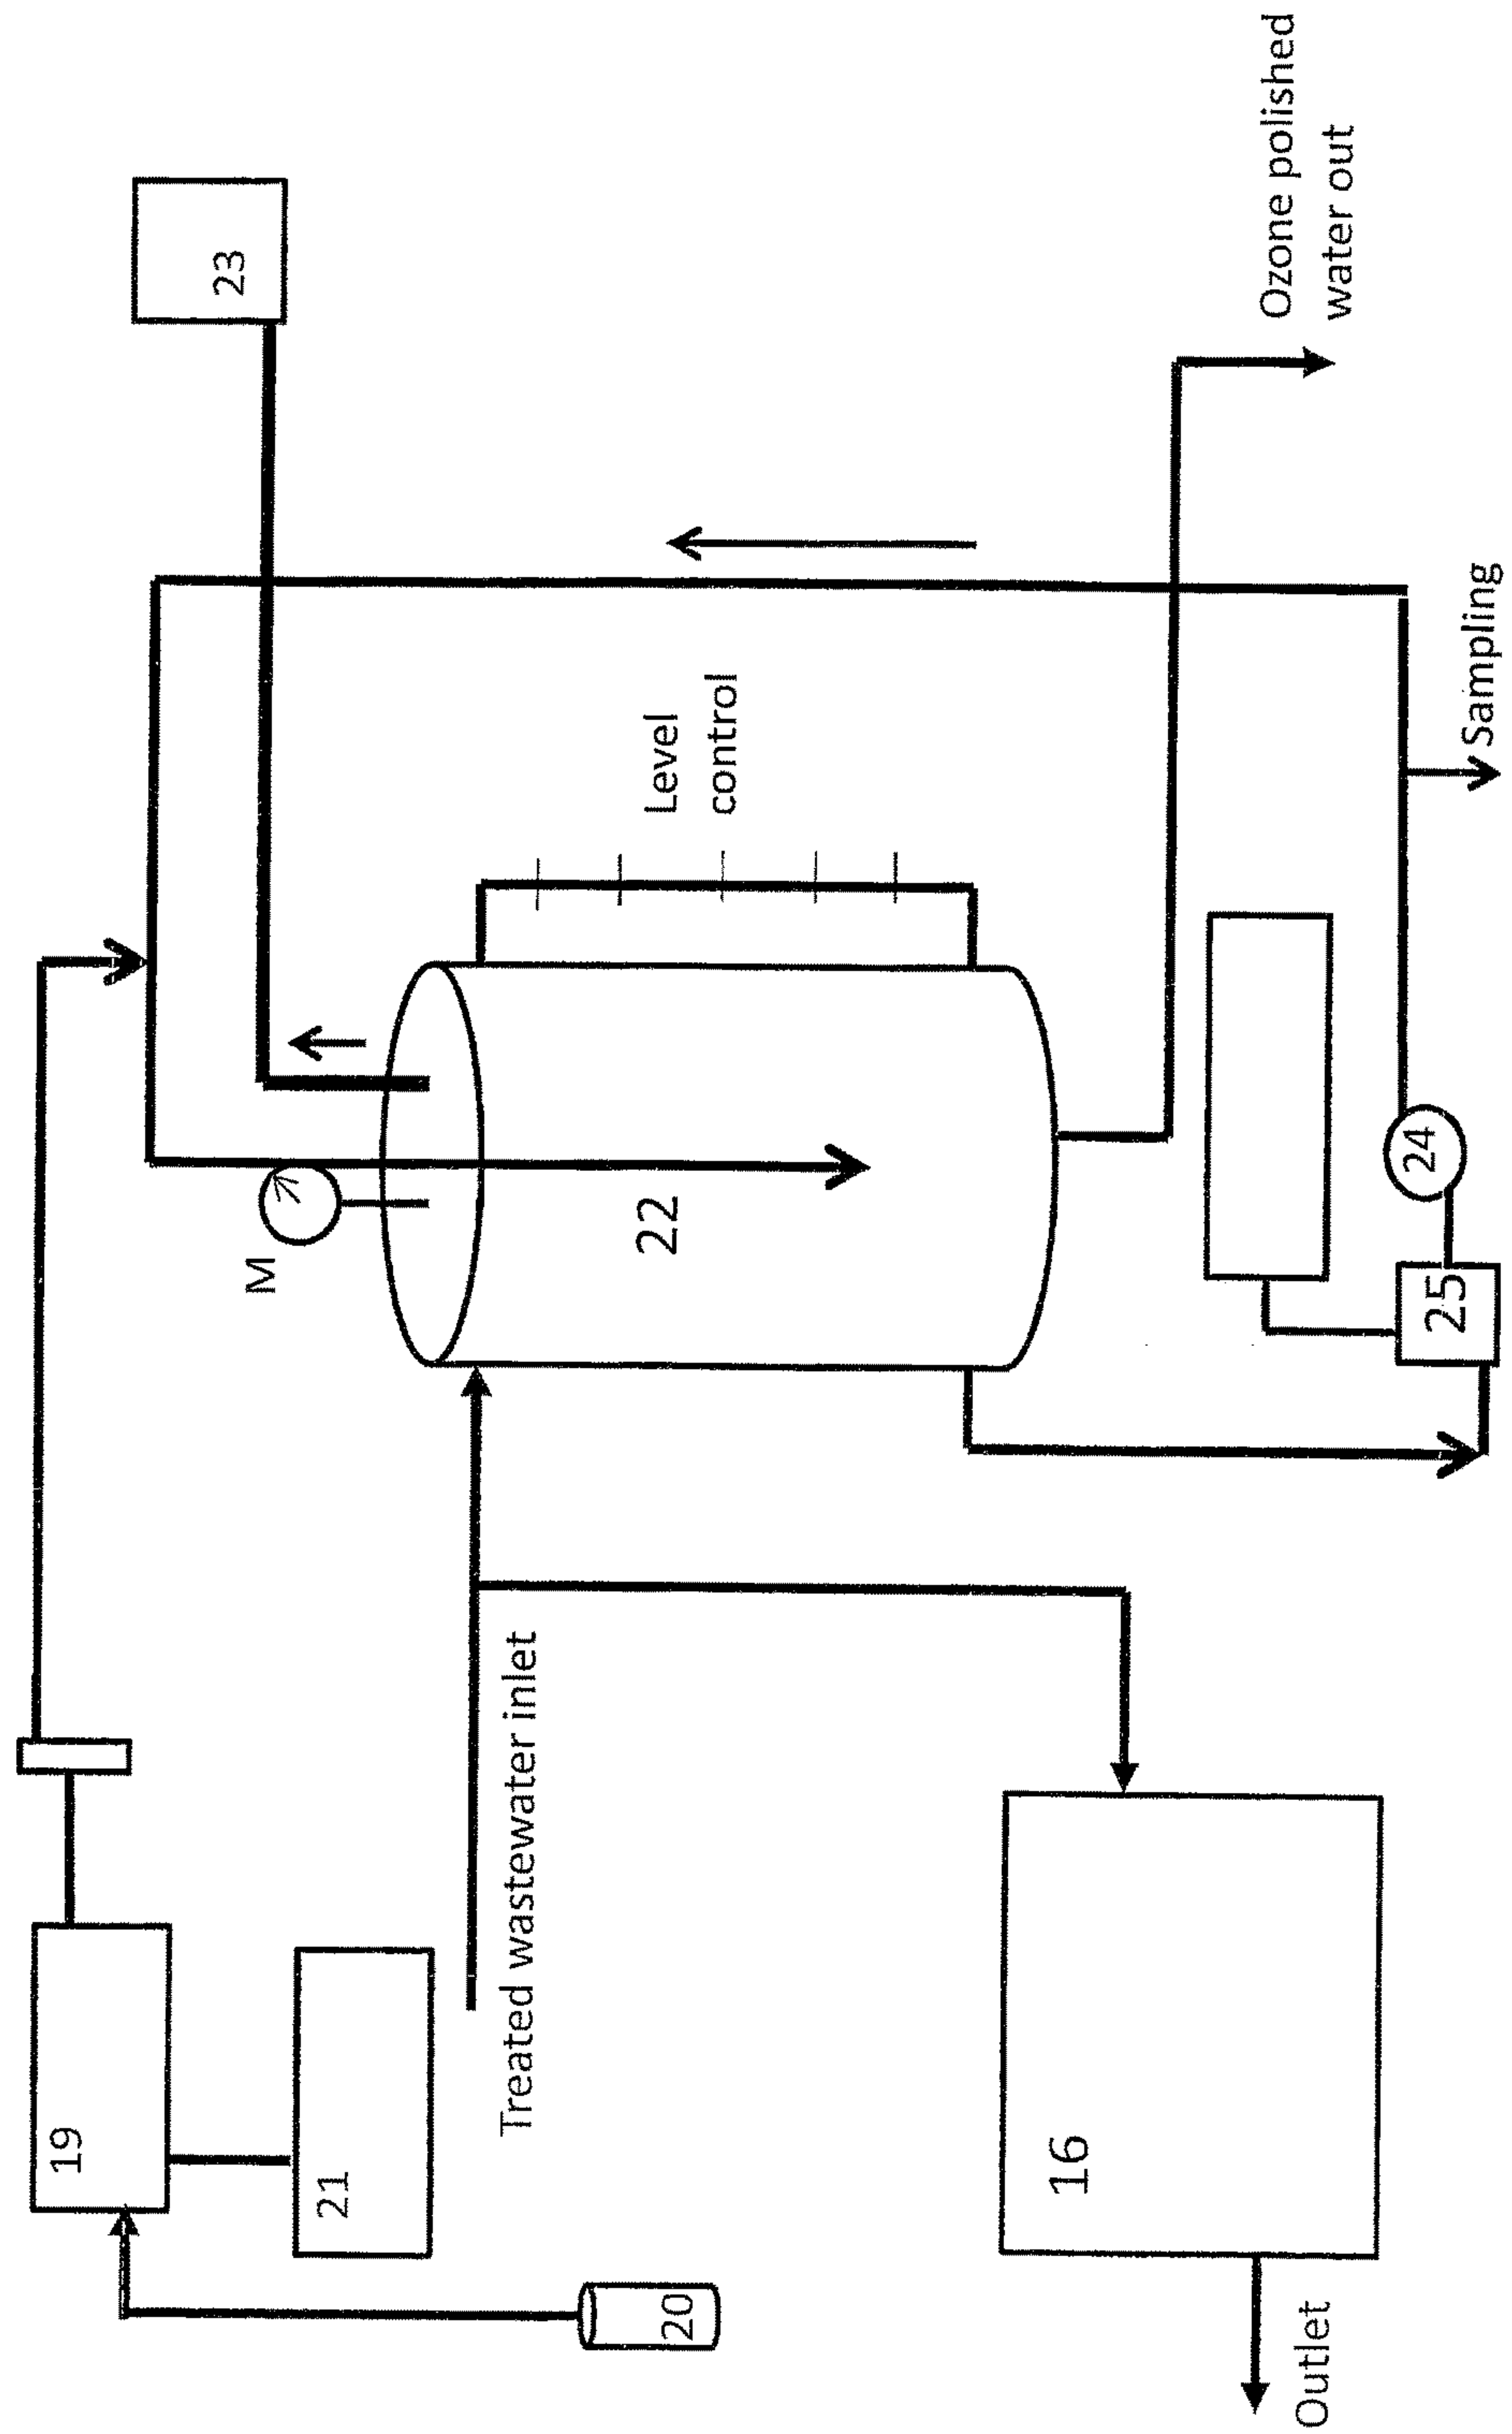 19
23
M
21
Treated wastewater inlet
22
Level
control
20
16
Ozone polished
water out
Outlet
24
25
Sampling